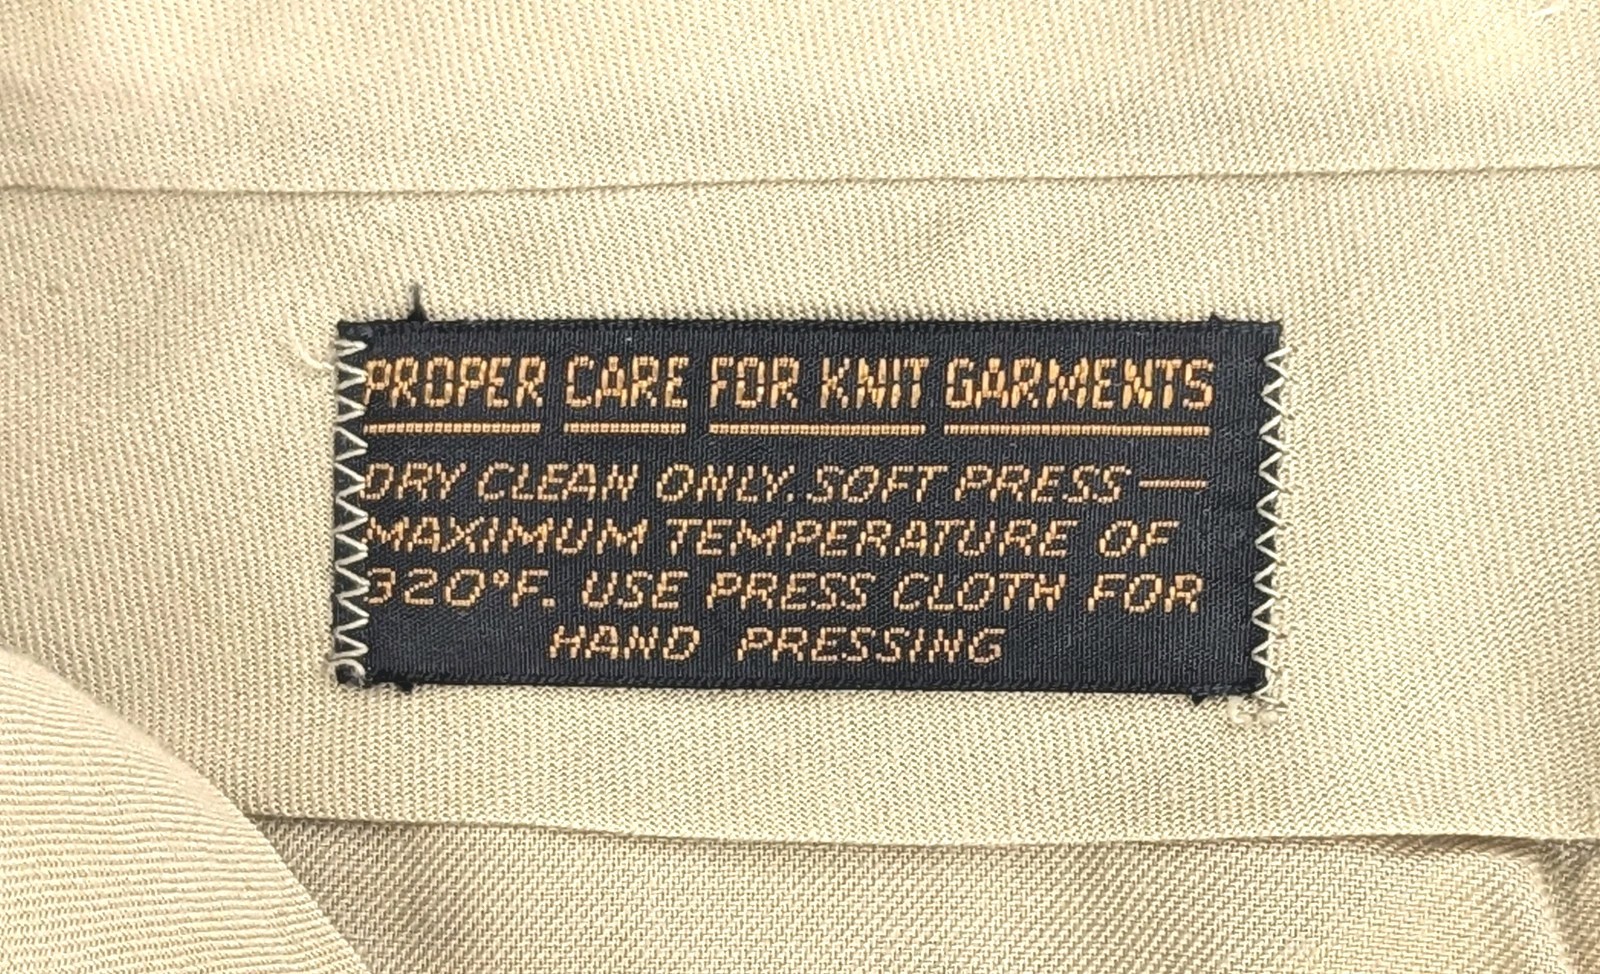 PROPER CARE FOR KNIT GARMENTS
DRY CLEAN ONLY. SOFT PRESS —
MAXIMUM TEMPERATURE OF
320°F. USE PRESS CLOTH FOR
HAND PRESSING